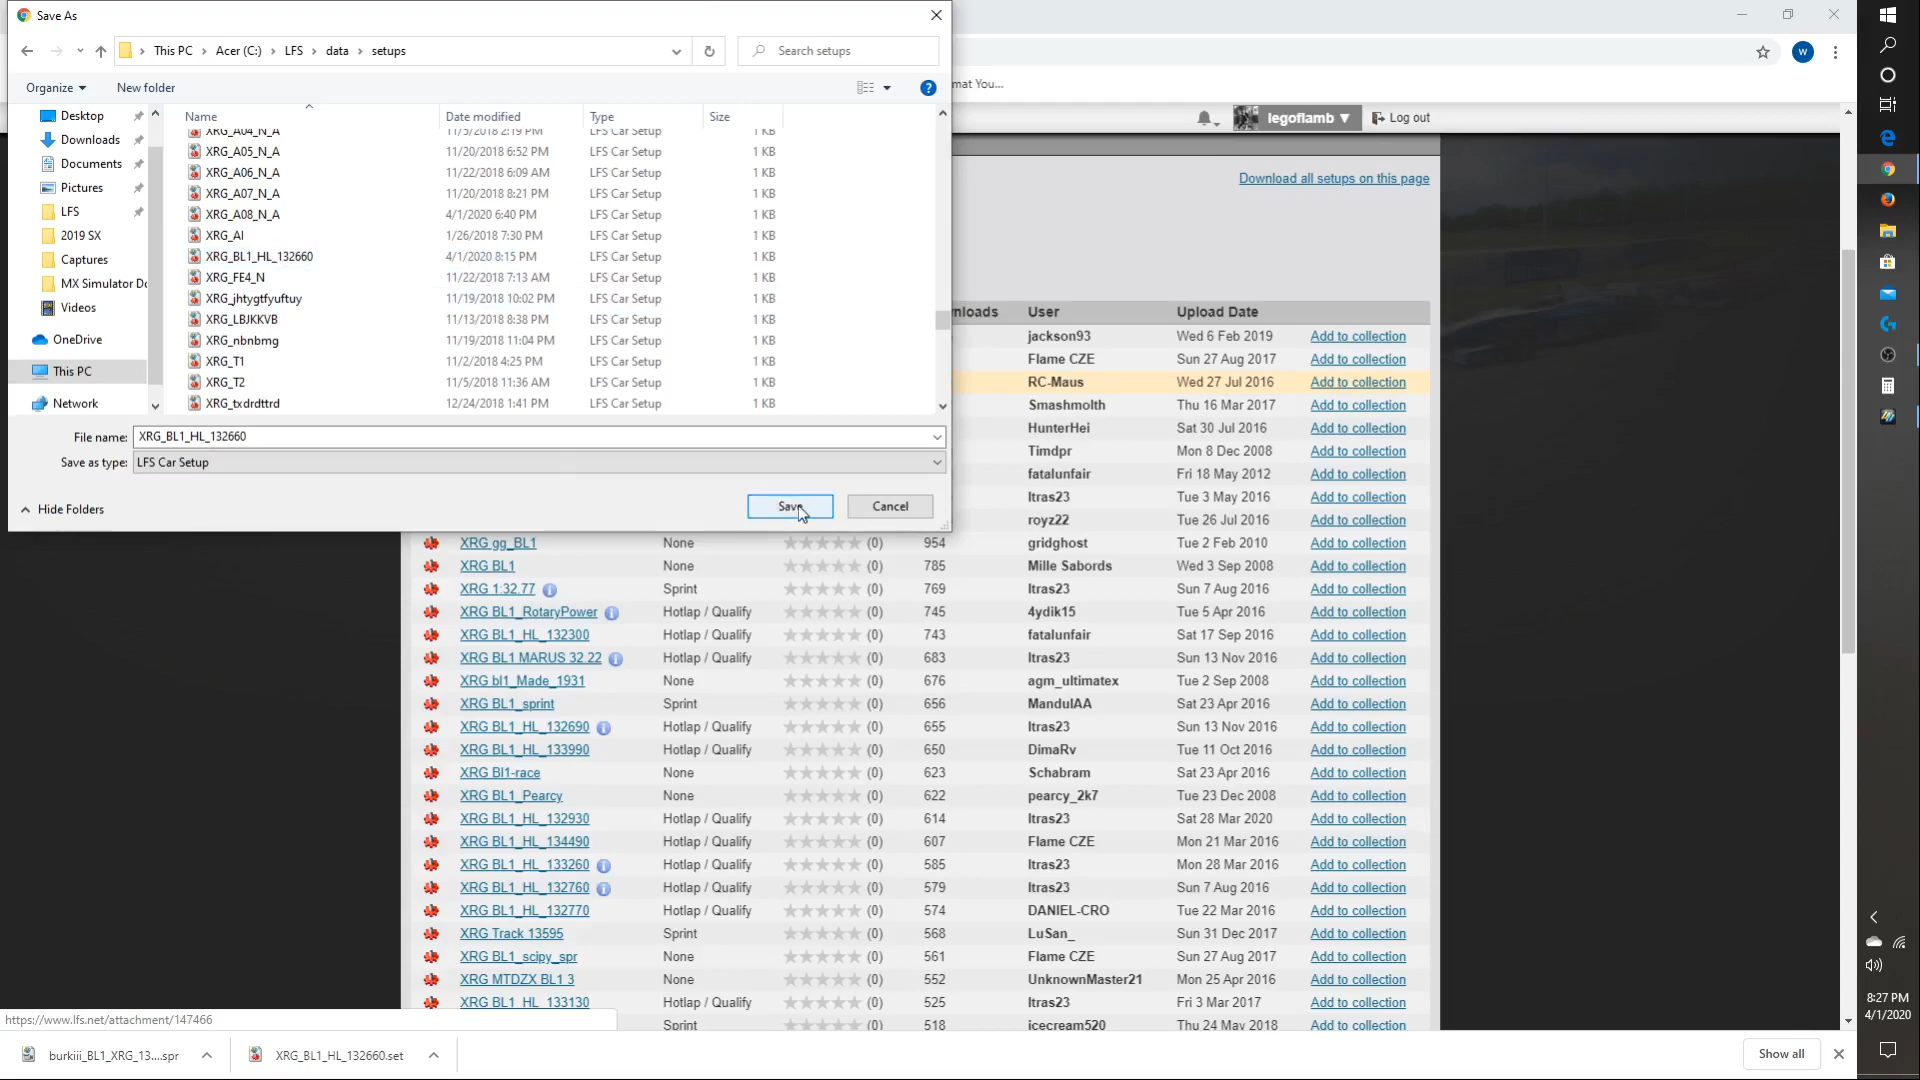 Save As
This PC > Acer (C:) > LFS > data > setups
Search setups
Organize
New folder
mat You...
W
legoflamb ▼
Log out
Desktop
Downloads
Documents
Pictures
LFS
2019 SX
Captures
MX Simulator Do
Videos
OneDrive
This PC
Network
Name Date modified Type Size
XRG_A04_N_A 11/5/2018 2:19 PM LFS Car Setup 1 KB
XRG_A05_N_A 11/20/2018 6:52 PM LFS Car Setup 1 KB
XRG_A06_N_A 11/22/2018 6:09 AM LFS Car Setup 1 KB
XRG_A07_N_A 11/20/2018 8:21 PM LFS Car Setup 1 KB
XRG_A08_N_A 4/1/2020 6:40 PM LFS Car Setup 1 KB
XRG_AI 1/26/2018 7:30 PM LFS Car Setup 1 KB
XRG_BL1_HL_132660 4/1/2020 8:15 PM LFS Car Setup 1 KB
XRG_FE4_N 11/22/2018 7:13 AM LFS Car Setup 1 KB
XRG_jhtygtfyuftuy 11/19/2018 10:02 PM LFS Car Setup 1 KB
XRG_LBJKKVB 11/13/2018 8:38 PM LFS Car Setup 1 KB
XRG_nbnbmg 11/19/2018 11:04 PM LFS Car Setup 1 KB
XRG_T1 11/2/2018 4:25 PM LFS Car Setup 1 KB
XRG_T2 11/5/2018 11:36 AM LFS Car Setup 1 KB
XRG_txdrdttrd 12/24/2018 1:41 PM LFS Car Setup 1 KB
File name: XRG_BL1_HL_132660
Save as type: LFS Car Setup
Hide Folders
Save
Cancel
Download all setups on this page
nloads User Upload Date
jackson93 Wed 6 Feb 2019 Add to collection
Flame CZE Sun 27 Aug 2017 Add to collection
RC-Maus Wed 27 Jul 2016 Add to collection
Smashmolth Thu 16 Mar 2017 Add to collection
HunterHei Sat 30 Jul 2016 Add to collection
Timdpr Mon 8 Dec 2008 Add to collection
fatalunfair Fri 18 May 2012 Add to collection
ltras23 Tue 3 May 2016 Add to collection
royz22 Tue 26 Jul 2016 Add to collection
XRG gg_BL1 None (0) 954 gridghost Tue 2 Feb 2010 Add to collection
XRG BL1 None (0) 785 Mille Sabords Wed 3 Sep 2008 Add to collection
XRG 1:32.77 Sprint (0) 769 ltras23 Sun 7 Aug 2016 Add to collection
XRG BL1_RotaryPower Hotlap / Qualify (0) 745 4ydik15 Tue 5 Apr 2016 Add to collection
XRG BL1_HL_132300 Hotlap / Qualify (0) 743 fatalunfair Sat 17 Sep 2016 Add to collection
XRG BL1 MARUS 32.22 Hotlap / Qualify (0) 683 ltras23 Sun 13 Nov 2016 Add to collection
XRG bl1_Made_1931 None (0) 676 agm_ultimatex Tue 2 Sep 2008 Add to collection
XRG BL1_sprint Sprint (0) 656 MandulAA Sat 23 Apr 2016 Add to collection
XRG BL1_HL_132690 Hotlap / Qualify (0) 655 ltras23 Sun 13 Nov 2016 Add to collection
XRG BL1_HL_133990 Hotlap / Qualify (0) 650 DimaRv Tue 11 Oct 2016 Add to collection
XRG Bl1-race None (0) 623 Schabram Sat 23 Apr 2016 Add to collection
XRG BL1_Pearcy None (0) 622 pearcy_2k7 Tue 23 Dec 2008 Add to collection
XRG BL1_HL_132930 Hotlap / Qualify (0) 614 ltras23 Sat 28 Mar 2020 Add to collection
XRG BL1_HL_134490 Hotlap / Qualify (0) 607 Flame CZE Mon 21 Mar 2016 Add to collection
XRG BL1_HL_133260 Hotlap / Qualify (0) 585 ltras23 Mon 28 Mar 2016 Add to collection
XRG BL1_HL_132760 Hotlap / Qualify (0) 579 ltras23 Sun 7 Aug 2016 Add to collection
XRG BL1_HL_132770 Hotlap / Qualify (0) 574 DANIEL-CRO Tue 22 Mar 2016 Add to collection
XRG Track 13595 Sprint (0) 568 LuSan_ Sun 31 Dec 2017 Add to collection
XRG BL1_scipy_spr None (0) 561 Flame CZE Sun 27 Aug 2017 Add to collection
XRG MTDZX BL1 3 None (0) 552 UnknownMaster21 Mon 25 Apr 2016 Add to collection
XRG BL1_HL_133130 Hotlap / Qualify (0) 525 ltras23 Fri 3 Mar 2017 Add to collection
Sprint (0) 518 icecream520 Thu 24 May 2018 Add to collection
https://www.lfs.net/attachment/147466
burkiii_BL1_XRG_13....spr
XRG_BL1_HL_132660.set
Show all
8:27 PM
4/1/2020